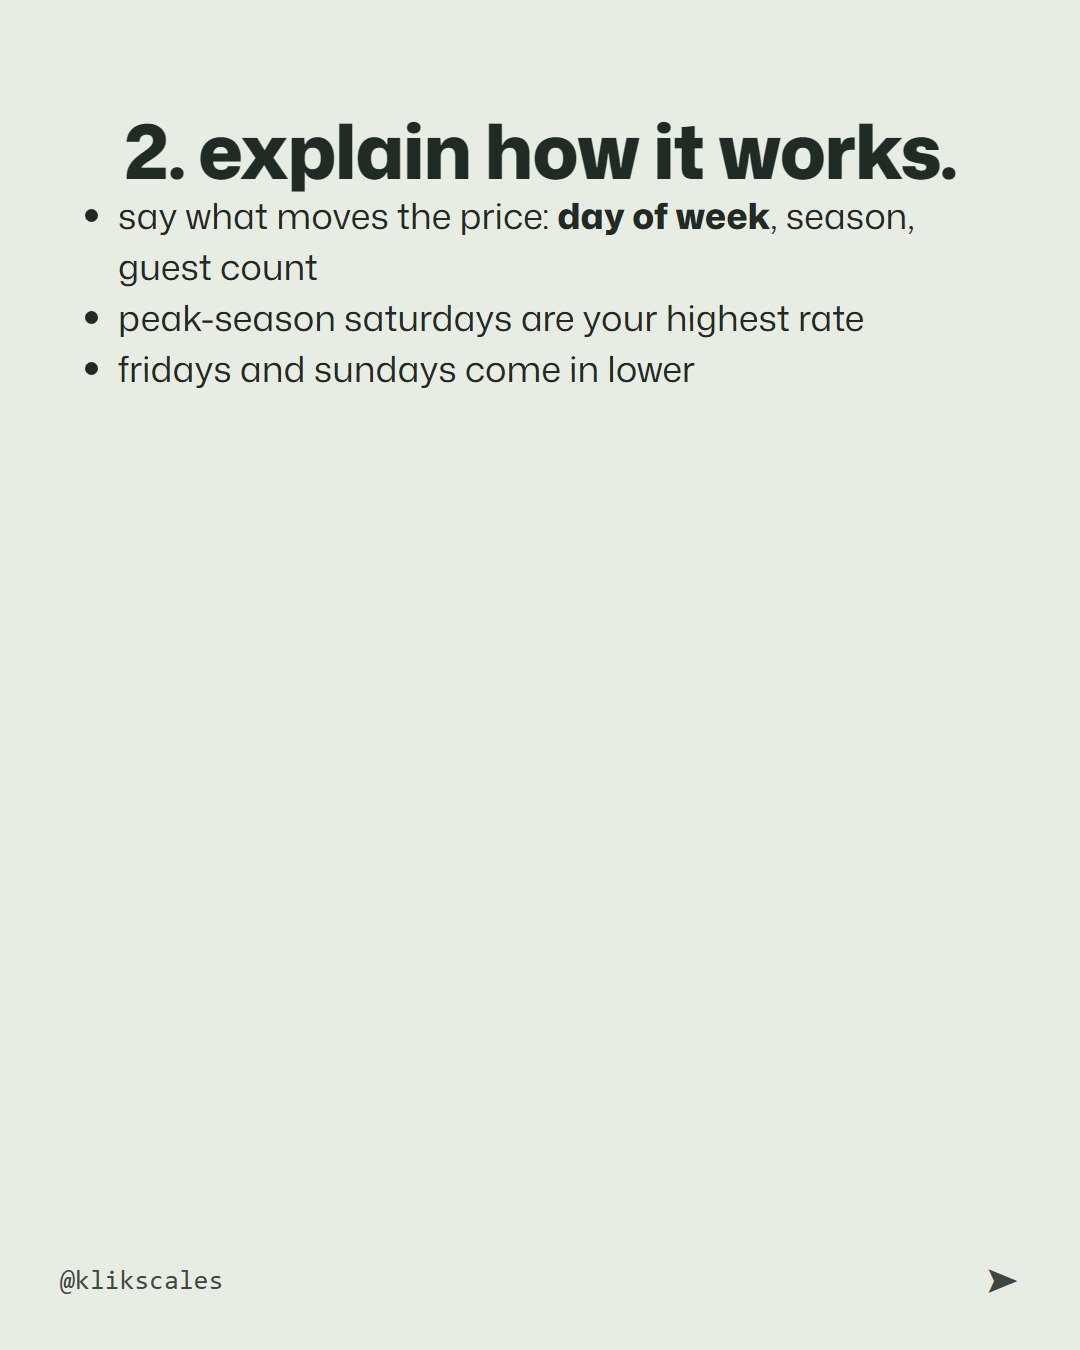 2. explain how it works.
• say what moves the price: day of week, season,
guest count
• peak-season saturdays are your highest rate
• fridays and sundays come in lower
@klikscales